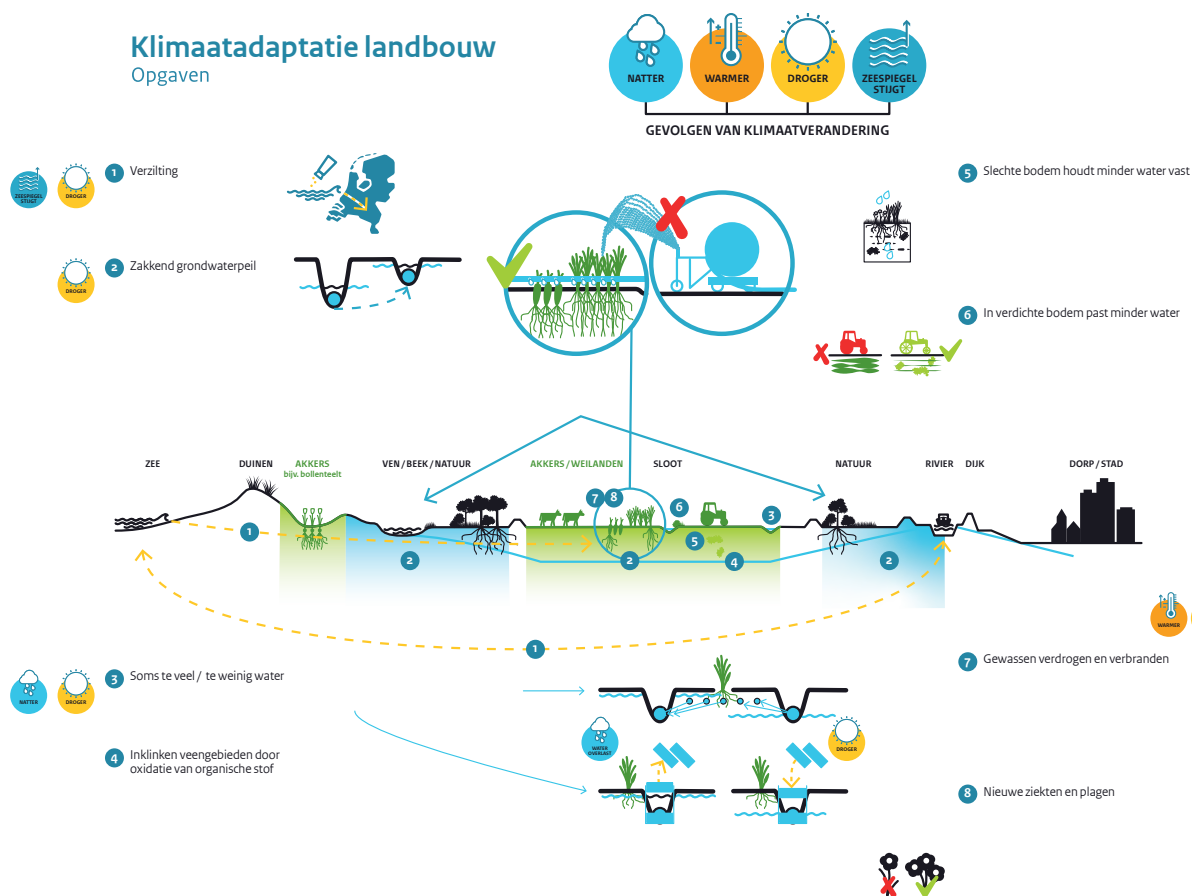 Klimaatadaptatie landbouw
Opgaven
NATTER
WARMER
DROGER
ZEESPIEGEL
STIJGT
GEVOLGEN VAN KLIMAATVERANDERING
ZEESPIEGEL
STIJGT
DROGER
1 Verzilting
DROGER
2 Zakkend grondwaterpeil
5 Slechte bodem houdt minder water vast
6 In verdichte bodem past minder water
ZEE
DUINEN
AKKERS
bijv. bollenteelt
VEN / BEEK / NATUUR
AKKERS / WEILANDEN
SLOOT
NATUUR
RIVIER
DIJK
DORP / STAD
7
8
6
3
1
5
2
2
4
2
1
WARMER
NATTER
DROGER
3 Soms te veel / te weinig water
4 Inklinken veengebieden door
oxidatie van organische stof
WATER
OVERLAST
DROGER
7 Gewassen verdrogen en verbranden
8 Nieuwe ziekten en plagen